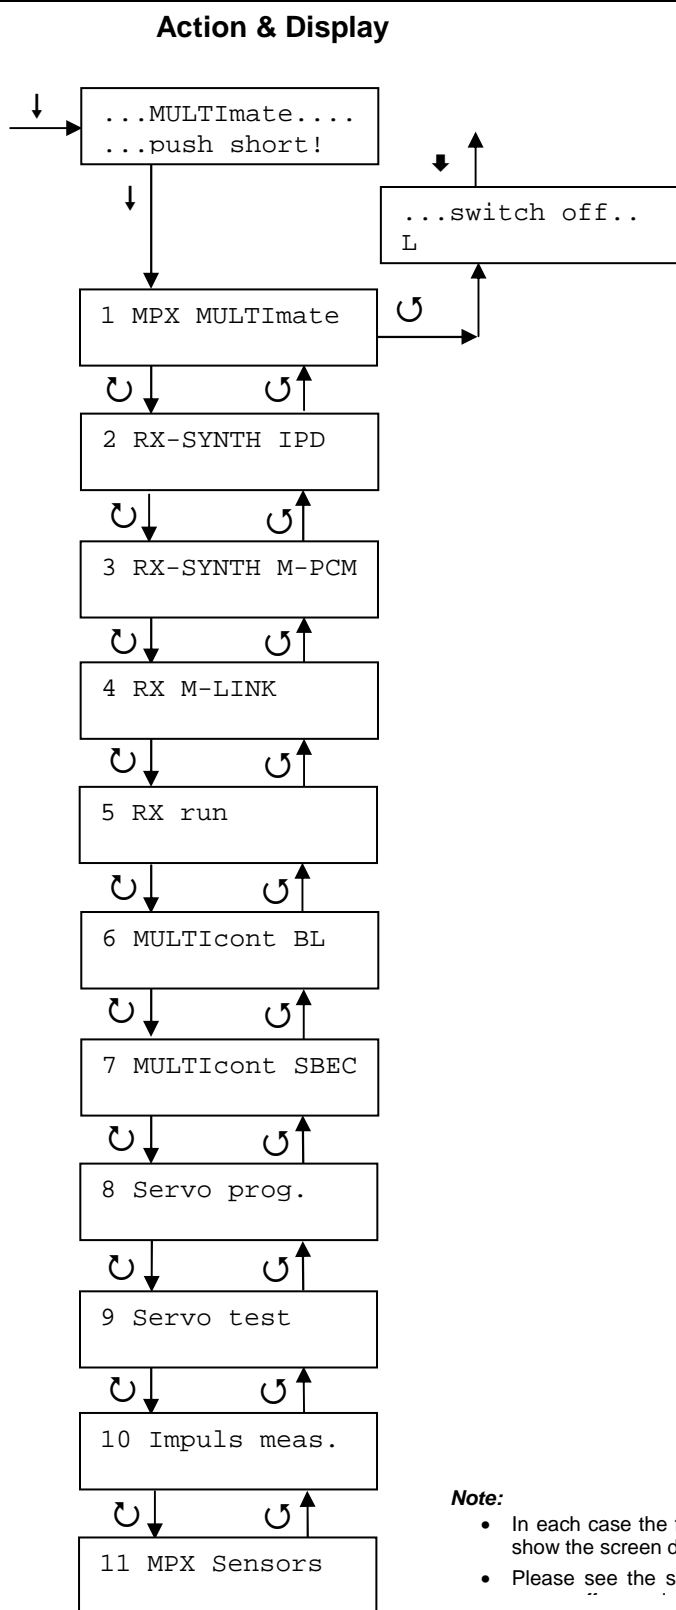 Action & Display
...MULTImate....
...push short!
...switch off..
L
1 MPX MULTImate
2 RX-SYNTH IPD
3 RX-SYNTH M-PCM
4 RX M-LINK
5 RX run
6 MULTIcont BL
7 MULTIcont SBEC
8 Servo prog.
9 Servo test
10 Impuls meas.
11 MPX Sensors
Note:
• In each case the
show the screen
• Please see the